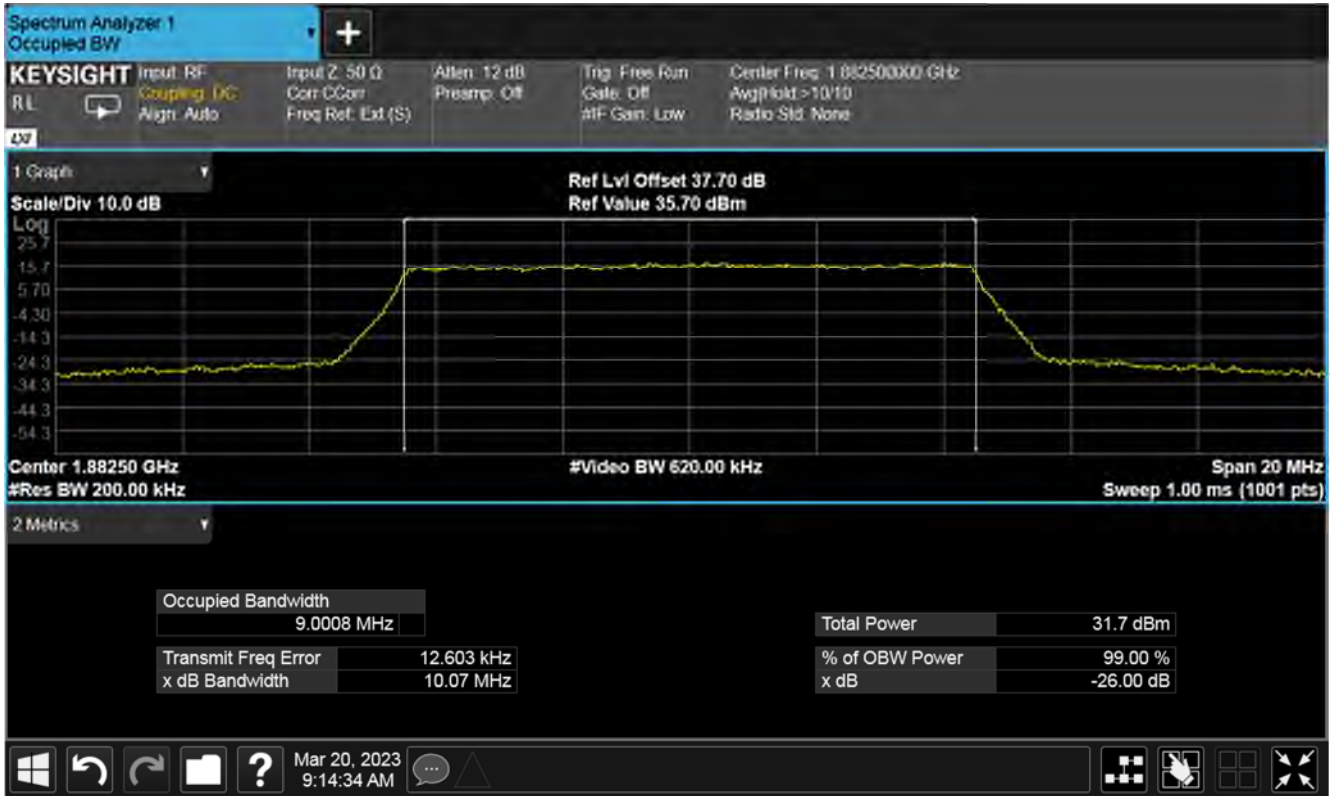 Spectrum Analyzer 1
Occupied BW
KEYSIGHT
R L
LXI
Input: RF
Coupling: DC
Align: Auto
Input Z: 50 Ω
Corr CCorr
Freq Ref: Ext (S)
Atten: 12 dB
Preamp: Off
Trig: Free Run
Gate: Off
#IF Gain: Low
Center Freq: 1.882500000 GHz
Avg|Hold:>10/10
Radio Std: None
1 Graph
Scale/Div 10.0 dB
Ref Lvl Offset 37.70 dB
Ref Value 35.70 dBm
Log
25.7
15.7
5.70
-4.30
-14.3
-24.3
-34.3
-44.3
-54.3
Center 1.88250 GHz
#Video BW 620.00 kHz
Span 20 MHz
#Res BW 200.00 kHz
Sweep 1.00 ms (1001 pts)
2 Metrics
Occupied Bandwidth
9.0008 MHz
Transmit Freq Error 12.603 kHz
x dB Bandwidth 10.07 MHz
Total Power 31.7 dBm
% of OBW Power 99.00 %
x dB -26.00 dB
?
Mar 20, 2023
9:14:34 AM